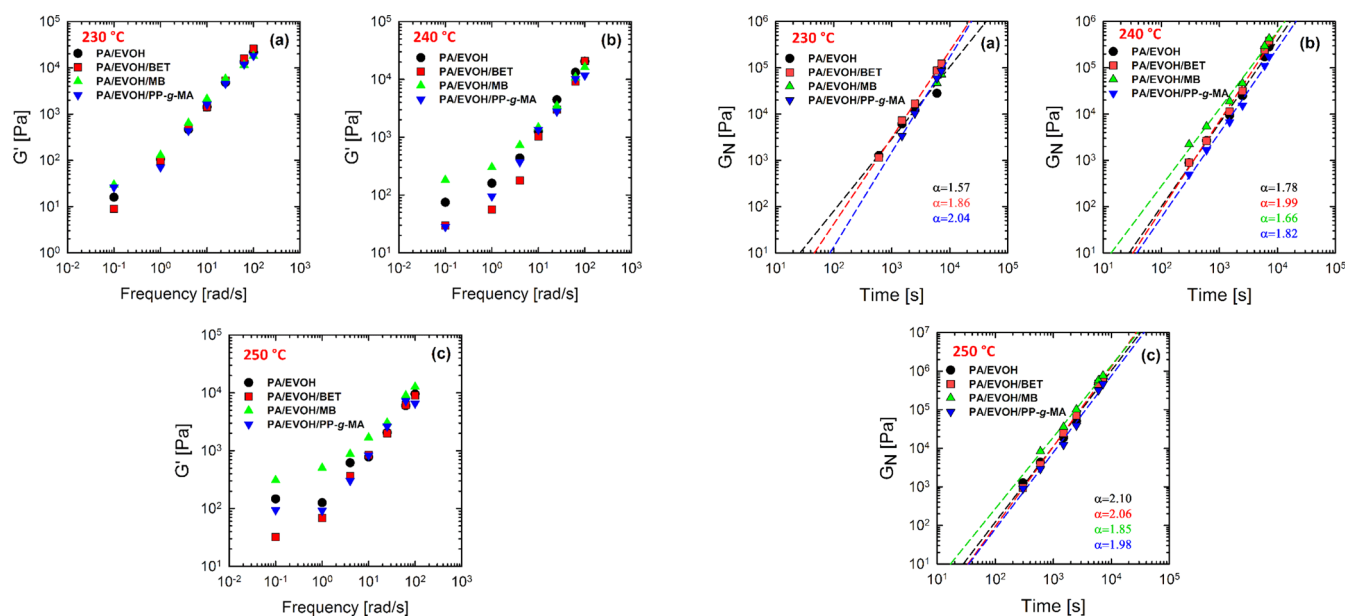 230 °C
(a)
PA/EVOH
PA/EVOH/BET
PA/EVOH/MB
PA/EVOH/PP-g-MA
G' [Pa]
10⁵
10⁴
10³
10²
10¹
10⁰
10⁻² 10⁻¹ 10⁰ 10¹ 10² 10³
Frequency [rad/s]
240 °C
(b)
PA/EVOH
PA/EVOH/BET
PA/EVOH/MB
PA/EVOH/PP-g-MA
G' [Pa]
10⁵
10⁴
10³
10²
10¹
10⁻² 10⁻¹ 10⁰ 10¹ 10² 10³
Frequency [rad/s]
250 °C
(c)
PA/EVOH
PA/EVOH/BET
PA/EVOH/MB
PA/EVOH/PP-g-MA
G' [Pa]
10⁵
10⁴
10³
10²
10¹
10⁻² 10⁻¹ 10⁰ 10¹ 10² 10³
Frequency [rad/s]
230 °C
(a)
PA/EVOH
PA/EVOH/BET
PA/EVOH/MB
PA/EVOH/PP-g-MA
α=1.57
α=1.86
α=2.04
GN [Pa]
10⁶
10⁵
10⁴
10³
10²
10¹
10¹ 10² 10³ 10⁴ 10⁵
Time [s]
240 °C
(b)
PA/EVOH
PA/EVOH/BET
PA/EVOH/MB
PA/EVOH/PP-g-MA
α=1.78
α=1.99
α=1.66
α=1.82
GN [Pa]
10⁶
10⁵
10⁴
10³
10²
10¹
10¹ 10² 10³ 10⁴ 10⁵
Time [s]
250 °C
(c)
PA/EVOH
PA/EVOH/BET
PA/EVOH/MB
PA/EVOH/PP-g-MA
α=2.10
α=2.06
α=1.85
α=1.98
GN [Pa]
10⁷
10⁶
10⁵
10⁴
10³
10²
10¹
10¹ 10² 10³ 10⁴ 10⁵
Time [s]